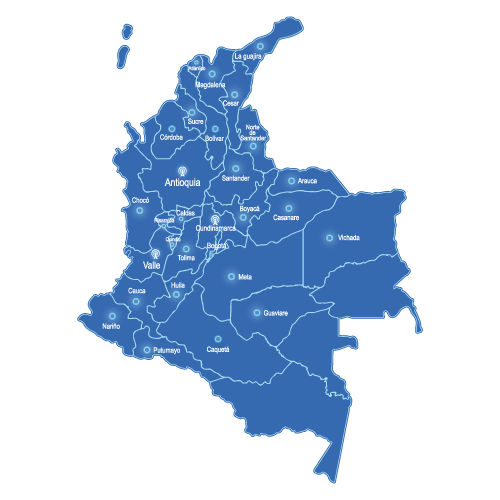 La guajira
Atlántico
Magdalena
Cesar
Sucre
Norte
de
Santander
Córdoba
Bolívar
Santander
Antioquia
Arauca
Chocó
Boyacá
Casanare
Caldas
Risaralda
Cundinamarca
Quindío
Bogotá
Vichada
Tolima
Valle
Meta
Huila
Cauca
Guaviare
Nariño
Putumayo
Caquetá